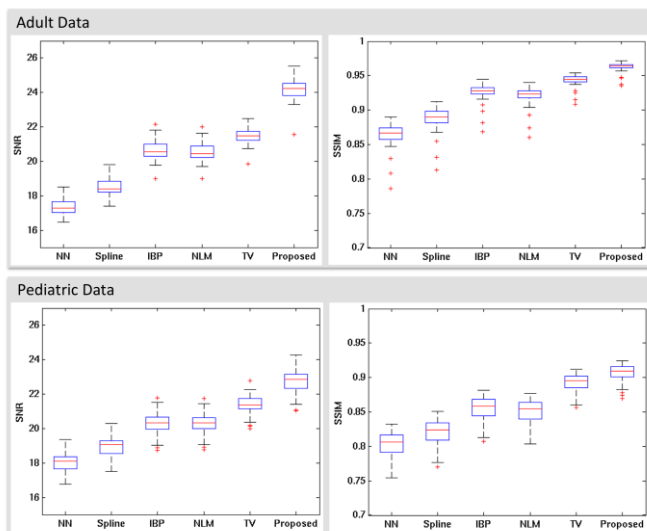 Adult Data
SNR
26
24
22
20
18
16
NN Spline IBP NLM TV Proposed
SSIM
1
0.95
0.9
0.85
0.8
0.75
0.7
NN Spline IBP NLM TV Proposed
Pediatric Data
SNR
26
24
22
20
18
16
NN Spline IBP NLM TV Proposed
SSIM
1
0.95
0.9
0.85
0.8
0.75
0.7
NN Spline IBP NLM TV Proposed